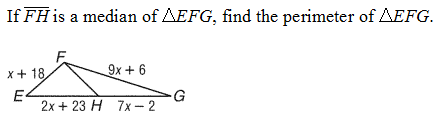 If FH is a median of △EFG, find the perimeter of △EFG.
F
x + 18
9x + 6
E
G
2x + 23 H 7x – 2